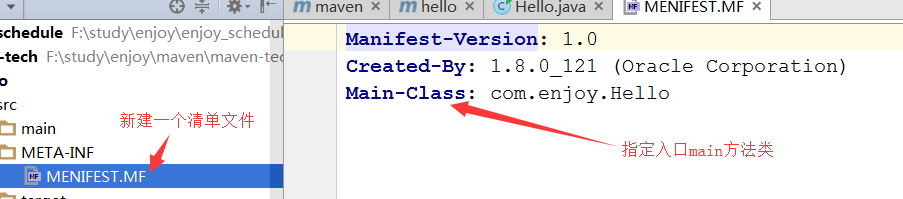 maven
hello
Hello.java
MENIFEST.MF
schedule F:\study\enjoy\enjoy_schedul
-tech F:\study\enjoy\maven\maven-tec
o
src
main
META-INF
MENIFEST.MF
新建一个清单文件
Manifest-Version: 1.0
Created-By: 1.8.0_121 (Oracle Corporation)
Main-Class: com.enjoy.Hello
指定入口main方法类